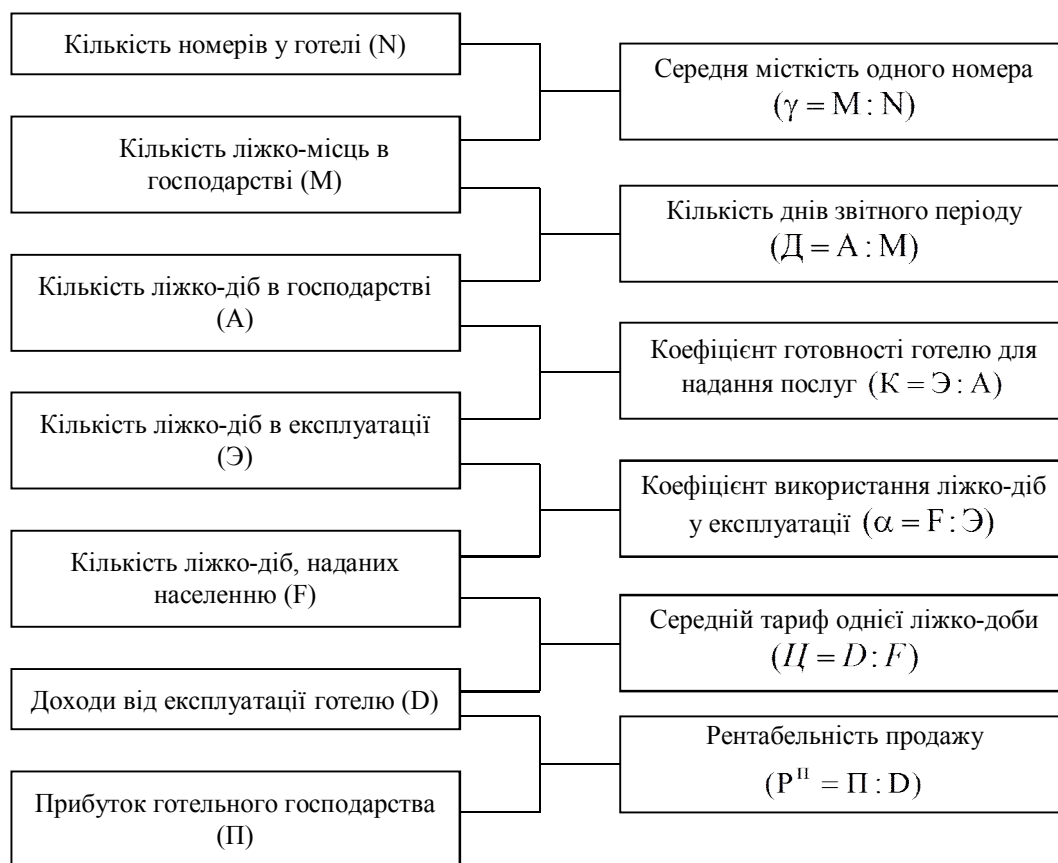 Кількість номерів у готелі (N)
Середня місткість одного номера
(γ = M : N)
Кількість ліжко-місць в
господарстві (М)
Кількість днів звітного періоду
(Д = А : М)
Кількість ліжко-діб в господарстві
(А)
Коефіцієнт готовності готелю для
надання послуг (К = Э : А)
Кількість ліжко-діб в експлуатації
(Э)
Коефіцієнт використання ліжко-діб
у експлуатації (α = F : Э)
Кількість ліжко-діб, наданих
населенню (F)
Середній тариф однієї ліжко-доби
(Ц = D : F)
Доходи від експлуатації готелю (D)
Рентабельність продажу
(Р^П = П : D)
Прибуток готельного господарства
(П)